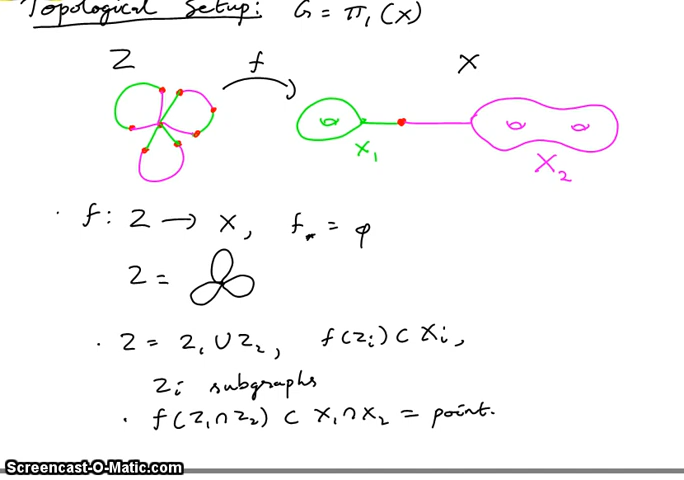 Topological Setup: G = π₁(X)
Z f X
X₁ X₂
· f: Z → X, f_* = φ
Z =
· Z = Z₁ ∪ Z₂, f(Zᵢ) ⊂ Xᵢ,
Zᵢ subgraphs
· f(Z₁∩Z₂) ⊂ X₁∩X₂ = point.
Screencast-O-Matic.com